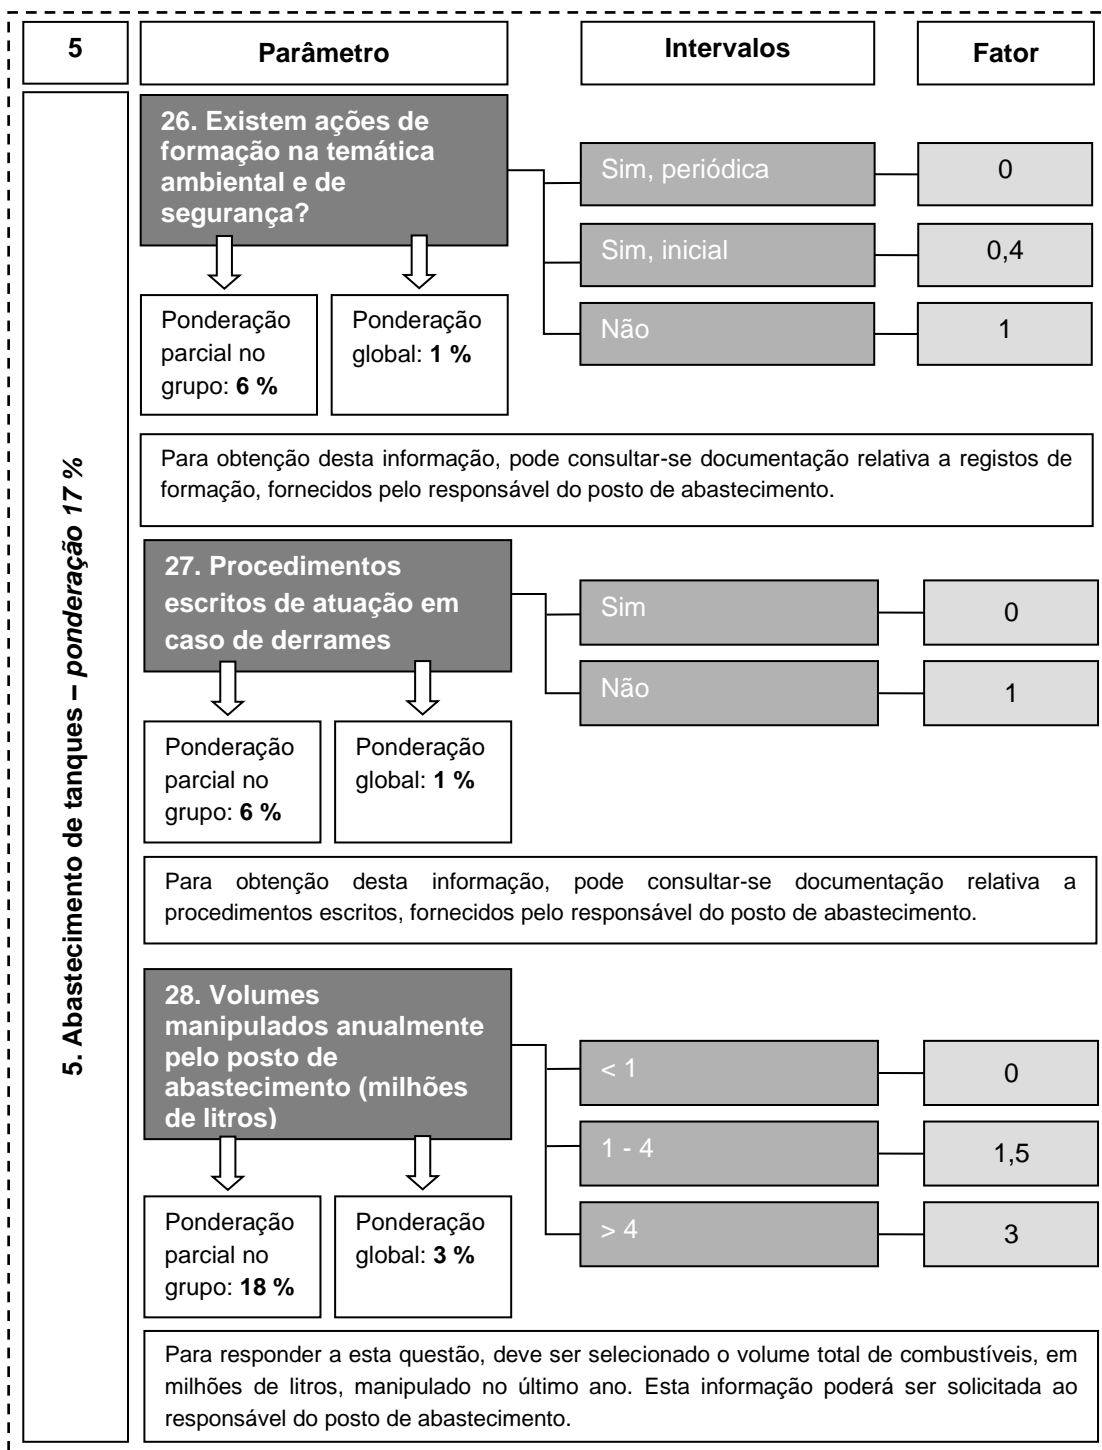 5
Parâmetro
Intervalos
Fator
5. Abastecimento de tanques – ponderação 17 %
26. Existem ações de
formação na temática
ambiental e de
segurança?
Sim, periódica
0
Sim, inicial
0,4
Não
1
Ponderação
parcial no
grupo: 6 %
Ponderação
global: 1 %
Para obtenção desta informação, pode consultar-se documentação relativa a registos de
formação, fornecidos pelo responsável do posto de abastecimento.
27. Procedimentos
escritos de atuação em
caso de derrames
Sim
0
Não
1
Ponderação
parcial no
grupo: 6 %
Ponderação
global: 1 %
Para obtenção desta informação, pode consultar-se documentação relativa a
procedimentos escritos, fornecidos pelo responsável do posto de abastecimento.
28. Volumes
manipulados anualmente
pelo posto de
abastecimento (milhões
de litros)
< 1
0
1 - 4
1,5
> 4
3
Ponderação
parcial no
grupo: 18 %
Ponderação
global: 3 %
Para responder a esta questão, deve ser selecionado o volume total de combustíveis, em
milhões de litros, manipulado no último ano. Esta informação poderá ser solicitada ao
responsável do posto de abastecimento.